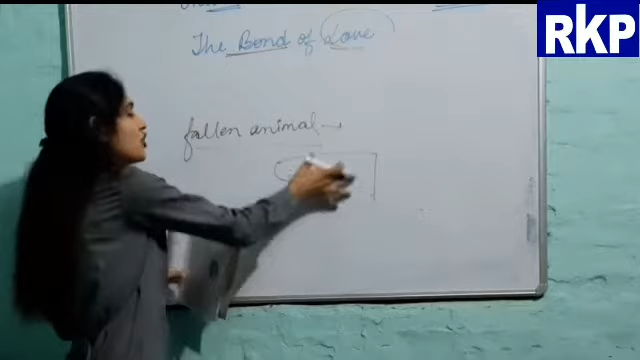 RKP
The Bond of Love
fallen animal →